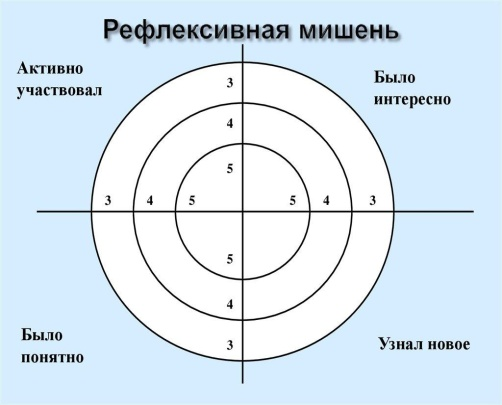 Рефлексивная мишень
Активно
участвовал
Было
интересно
3
4
5
3 4 5 5 4 3
5
4
3
Было
понятно
Узнал новое